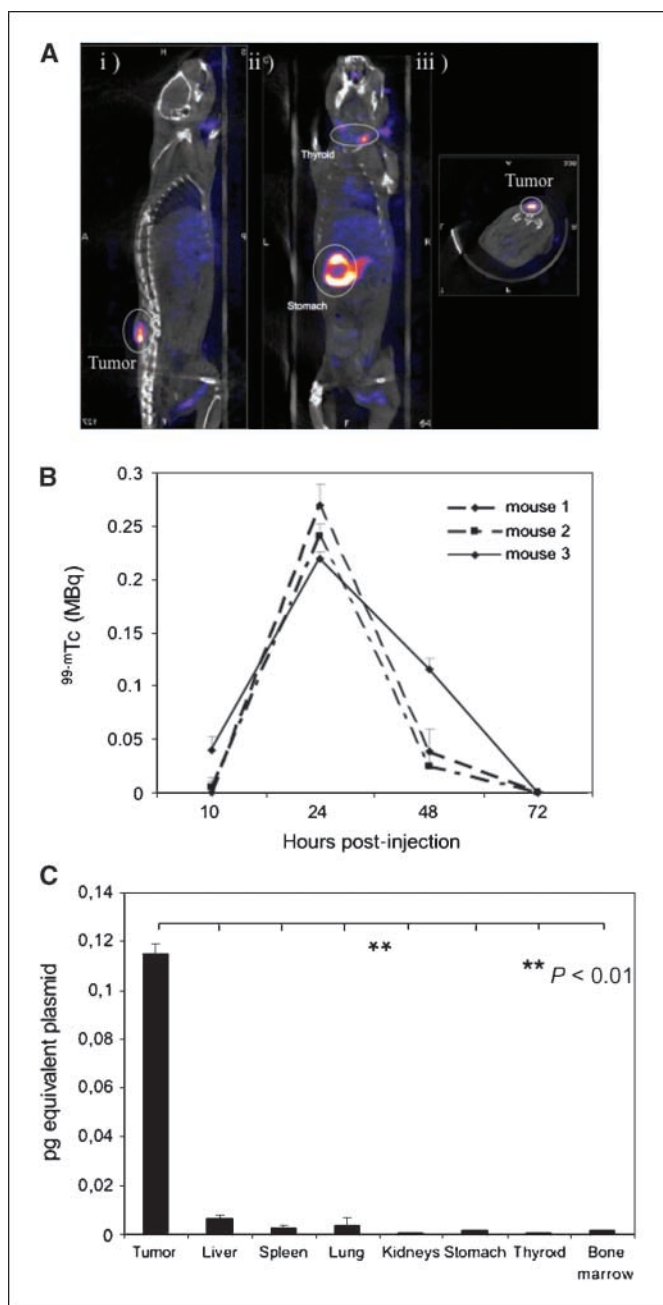 A
i )
ii )
iii )
Thyroid
Stomach
Tumor
Tumor
B
99-mTc (MBq)
0.3
0.25
0.2
0.15
0.1
0.05
0
mouse 1
mouse 2
mouse 3
10 24 48 72
Hours post-injection
C
pg equivalent plasmid
0,14
0,12
0,1
0,08
0,06
0,04
0,02
0
**
** P < 0.01
Tumor Liver Spleen Lung Kidneys Stomach Thyroid Bone
marrow